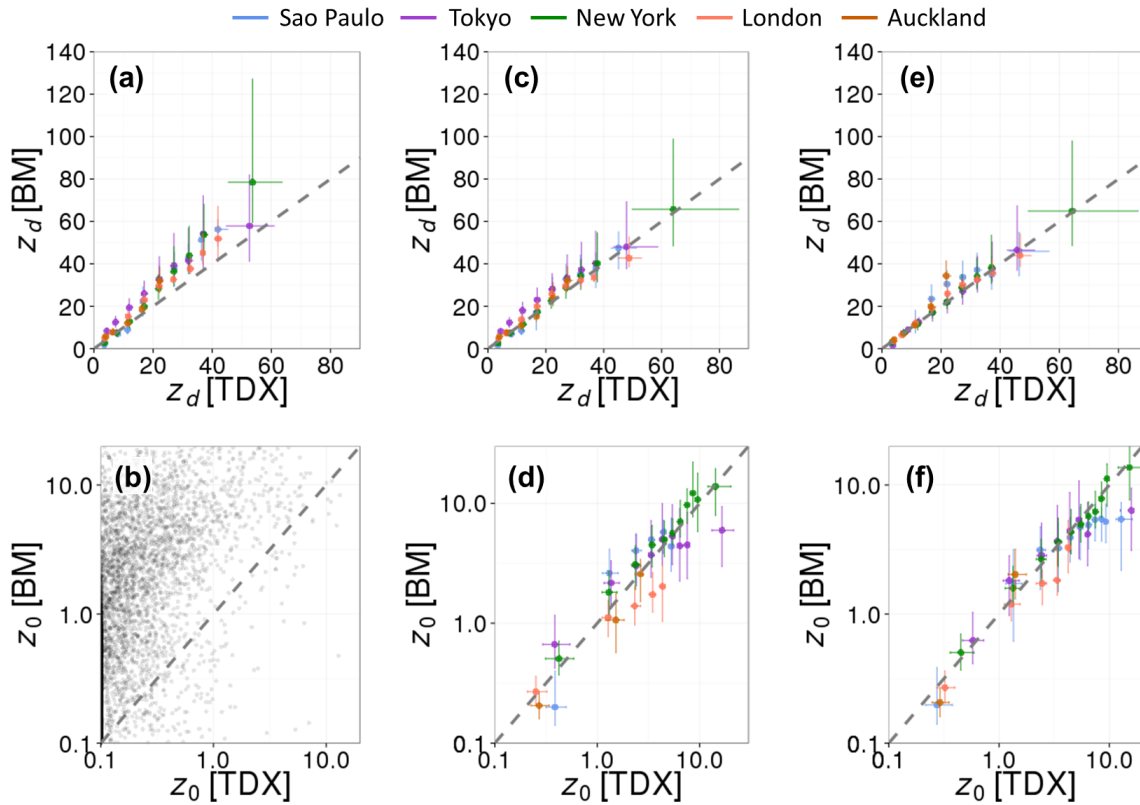 Sao Paulo Tokyo New York London Auckland
(a)
140
120
100
80
60
40
20
0
z_d [BM]
0 20 40 60 80
z_d [TDX]
(c)
140
120
100
80
60
40
20
0
z_d [BM]
0 20 40 60 80
z_d [TDX]
(e)
140
120
100
80
60
40
20
0
z_d [BM]
0 20 40 60 80
z_d [TDX]
(b)
10.0
1.0
0.1
z_0 [BM]
0.1 1.0 10.0
z_0 [TDX]
(d)
10.0
1.0
0.1
z_0 [BM]
0.1 1.0 10.0
z_0 [TDX]
(f)
10.0
1.0
0.1
z_0 [BM]
0.1 1.0 10.0
z_0 [TDX]